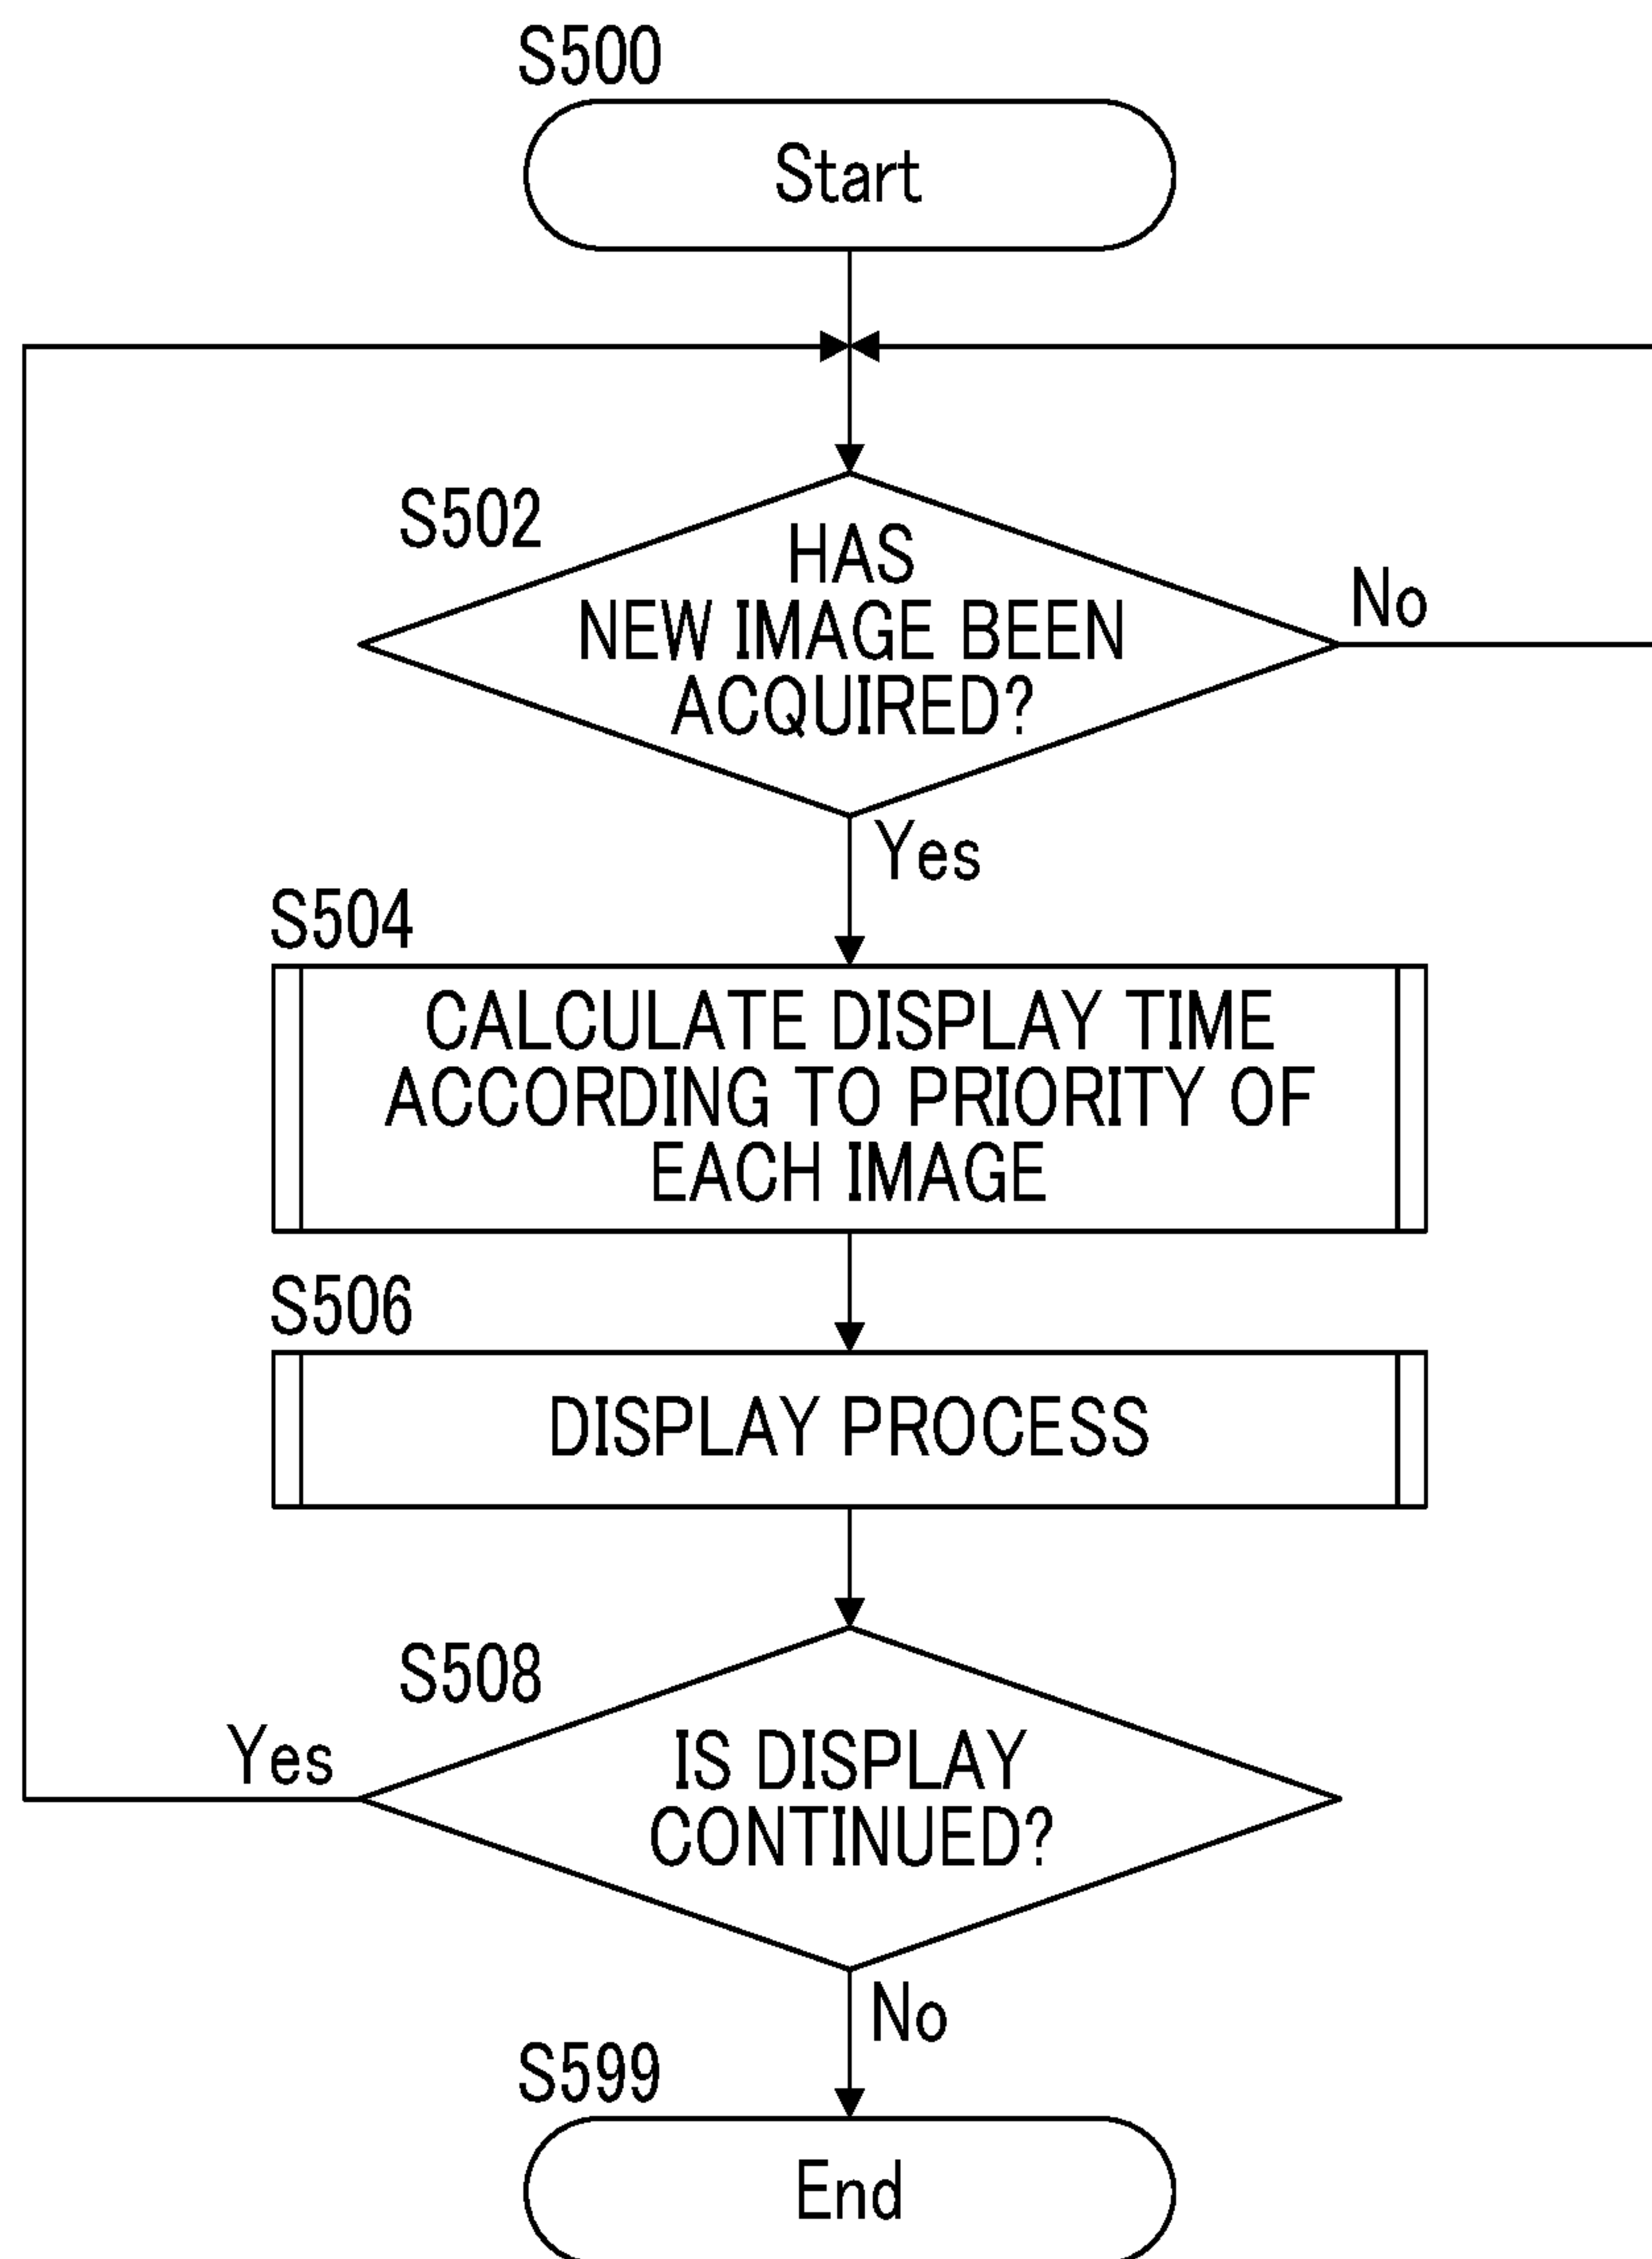 S500
Start
S502
HAS
NEW IMAGE BEEN
ACQUIRED?
No
Yes
S504
CALCULATE DISPLAY TIME
ACCORDING TO PRIORITY OF
EACH IMAGE
S506
DISPLAY PROCESS
S508
Yes
IS DISPLAY
CONTINUED?
No
S599
End